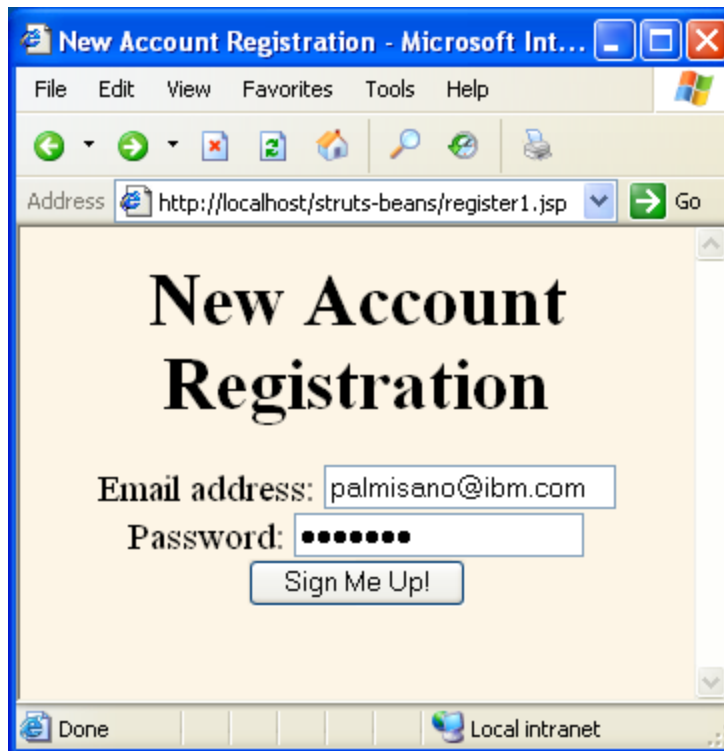 New Account Registration - Microsoft Int...
File Edit View Favorites Tools Help
Address http://localhost/struts-beans/register1.jsp Go
New Account
Registration
Email address: palmisano@ibm.com
Password: •••••••
Sign Me Up!
Done Local intranet